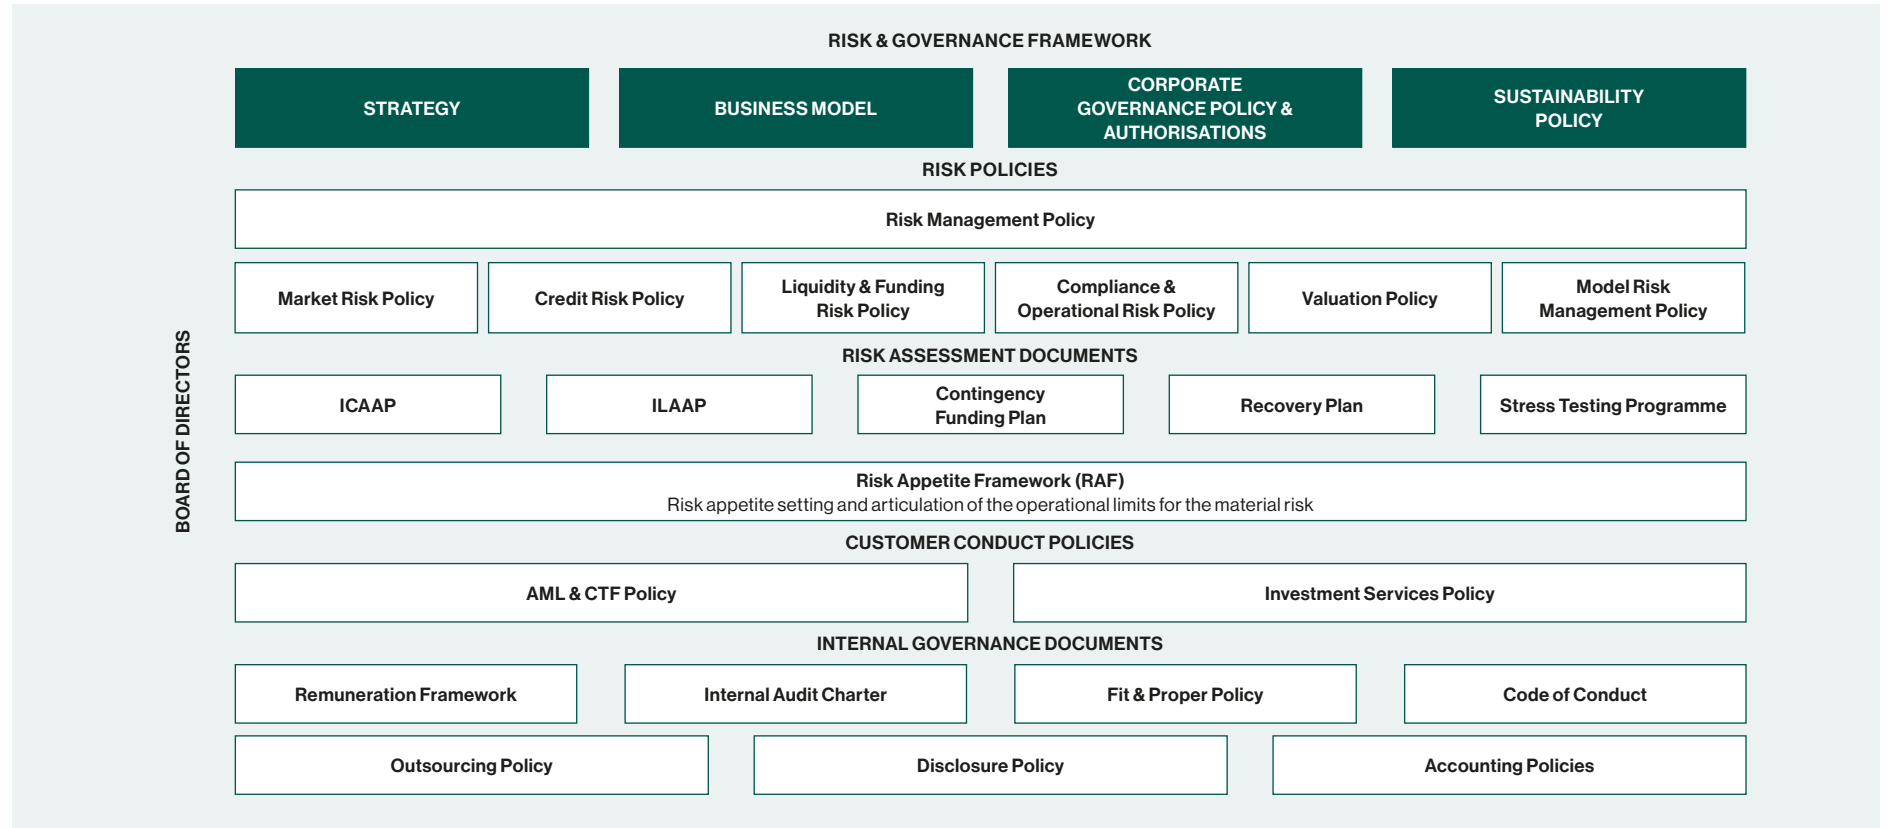 RISK & GOVERNANCE FRAMEWORK
STRATEGY
BUSINESS MODEL
CORPORATE
GOVERNANCE POLICY &
AUTHORISATIONS
SUSTAINABILITY
POLICY
RISK POLICIES
Risk Management Policy
Market Risk Policy
Credit Risk Policy
Liquidity & Funding
Risk Policy
Compliance &
Operational Risk Policy
Valuation Policy
Model Risk
Management Policy
BOARD OF DIRECTORS
RISK ASSESSMENT DOCUMENTS
ICAAP
ILAAP
Contingency
Funding Plan
Recovery Plan
Stress Testing Programme
Risk Appetite Framework (RAF)
Risk appetite setting and articulation of the operational limits for the material risk
CUSTOMER CONDUCT POLICIES
AML & CTF Policy
Investment Services Policy
INTERNAL GOVERNANCE DOCUMENTS
Remuneration Framework
Internal Audit Charter
Fit & Proper Policy
Code of Conduct
Outsourcing Policy
Disclosure Policy
Accounting Policies